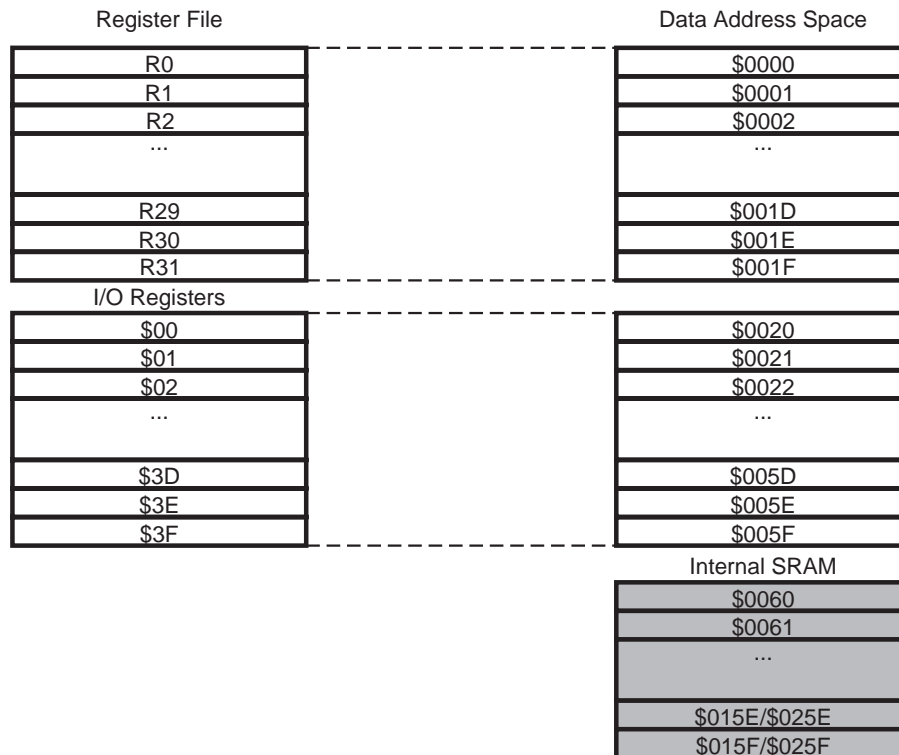 Register File
Data Address Space
R0
$0000
R1
$0001
R2
$0002
...
...
R29
$001D
R30
$001E
R31
$001F
I/O Registers
$00
$0020
$01
$0021
$02
$0022
...
...
$3D
$005D
$3E
$005E
$3F
$005F
Internal SRAM
$0060
$0061
...
$015E/$025E
$015F/$025F